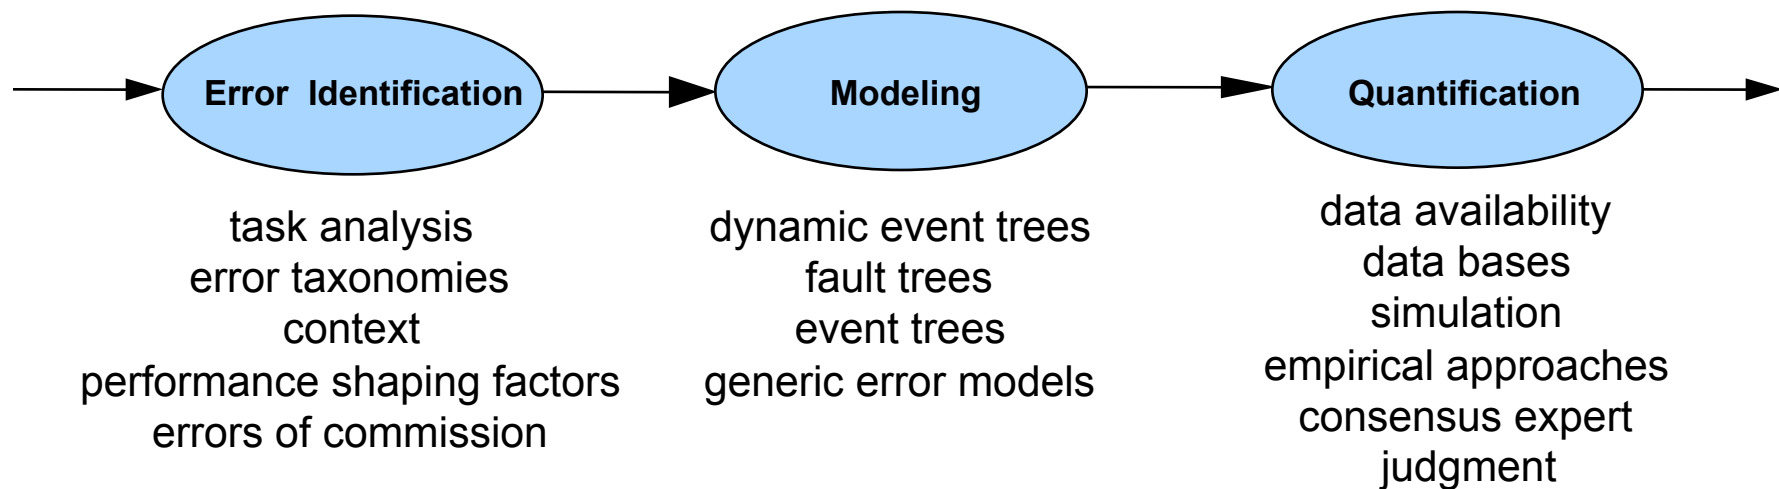 Error Identification
task analysis
error taxonomies
context
performance shaping factors
errors of commission
Modeling
dynamic event trees
fault trees
event trees
generic error models
Quantification
data availability
data bases
simulation
empirical approaches
consensus expert
judgment